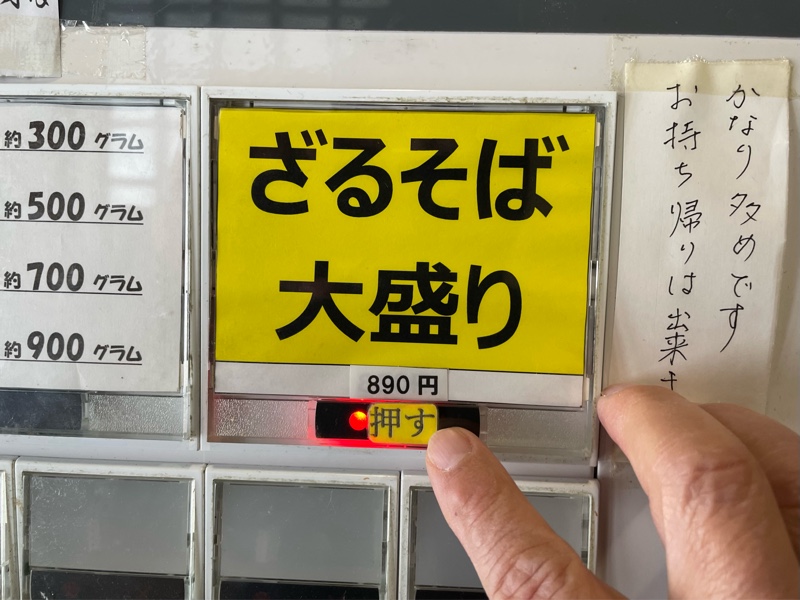 約300グラム
約500グラム
約700グラム
約900グラム
ざるそば
大盛り
890円
押す
かなり多めです
お持ち帰りは出来